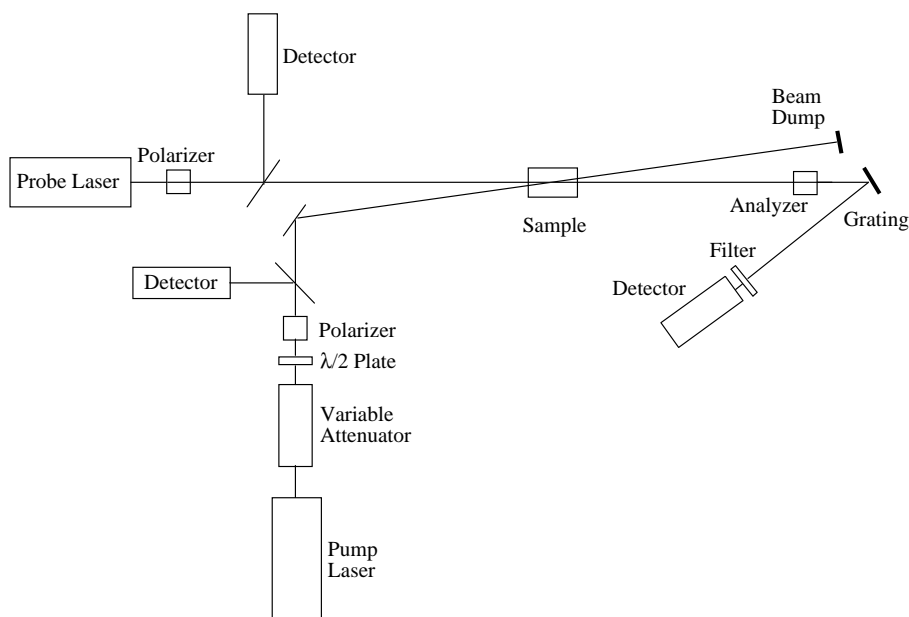 Detector
Beam
Dump
Polarizer
Probe Laser
Analyzer
Grating
Sample
Filter
Detector
Detector
Polarizer
λ/2 Plate
Variable
Attenuator
Pump
Laser